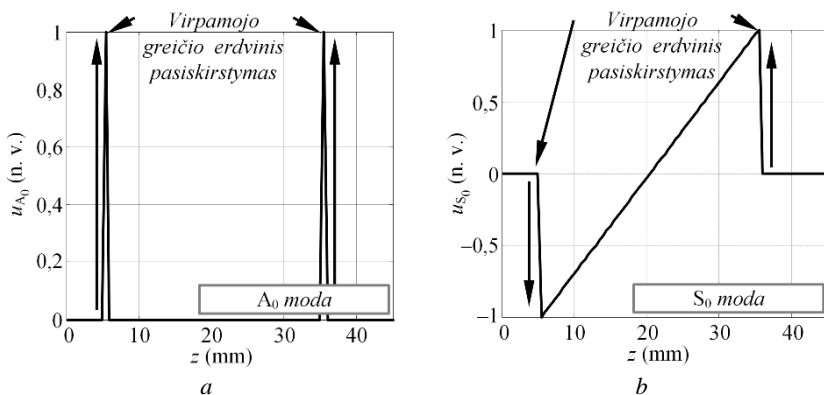 Virpamojo
greičio erdvinis
pasiskirstymas
1
0,8
0,6
0,4
0,2
0
u_A0 (n. v.)
A0 moda
0 10 20 30 40
z (mm)
a
Virpamojo
greičio erdvinis
pasiskirstymas
1
0,5
0
−0,5
−1
u_S0 (n. v.)
S0 moda
0 10 20 30 40
z (mm)
b